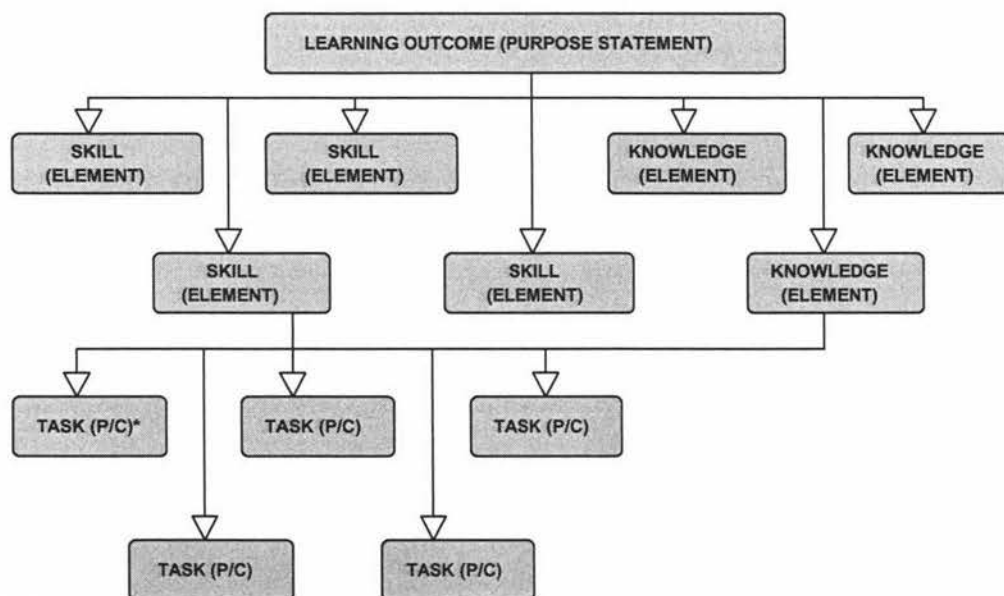 LEARNING OUTCOME (PURPOSE STATEMENT)
SKILL
(ELEMENT)
SKILL
(ELEMENT)
KNOWLEDGE
(ELEMENT)
KNOWLEDGE
(ELEMENT)
SKILL
(ELEMENT)
SKILL
(ELEMENT)
KNOWLEDGE
(ELEMENT)
TASK (P/C)*
TASK (P/C)
TASK (P/C)
TASK (P/C)
TASK (P/C)